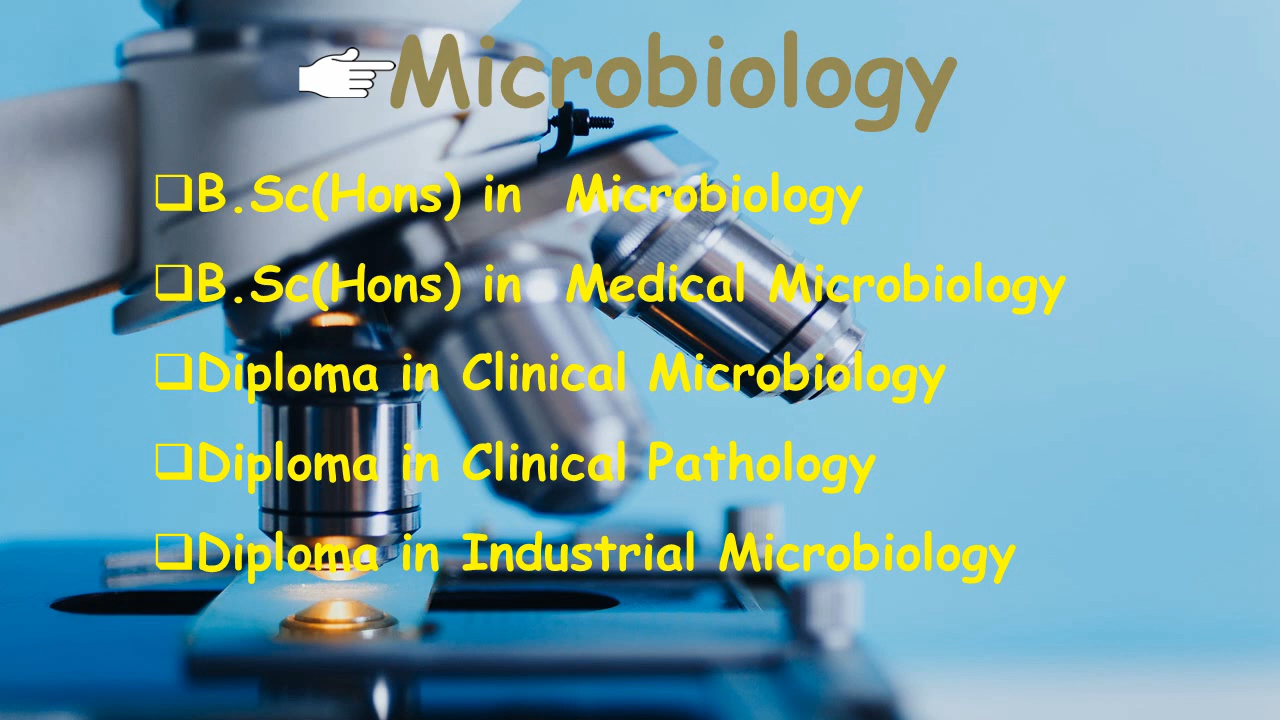 ☛Microbiology
❑B.Sc(Hons) in  Microbiology
❑B.Sc(Hons) in  Medical Microbiology
❑Diploma in Clinical Microbiology
❑Diploma in Clinical Pathology
❑Diploma in Industrial Microbiology